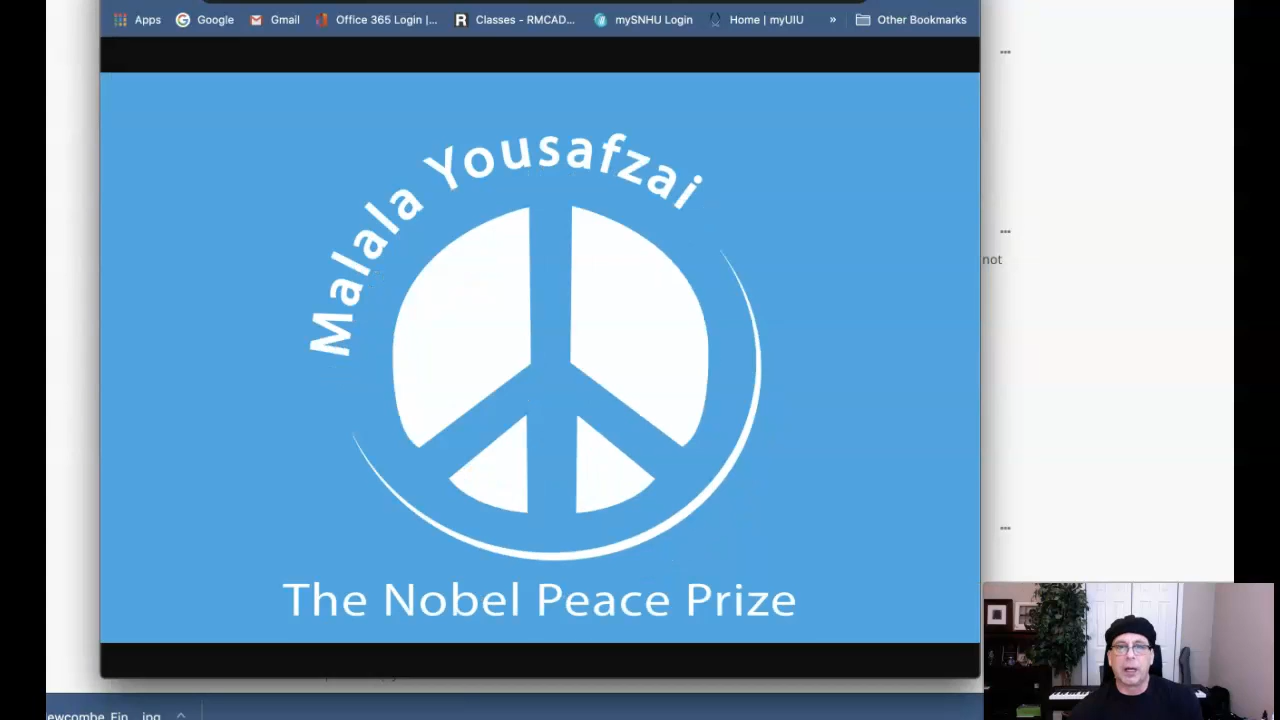 Apps Google Gmail Office 365 Login |... Classes - RMCAD... mySNHU Login Home | myUIU » Other Bookmarks
not
Malala Yousafzai
The Nobel Peace Prize